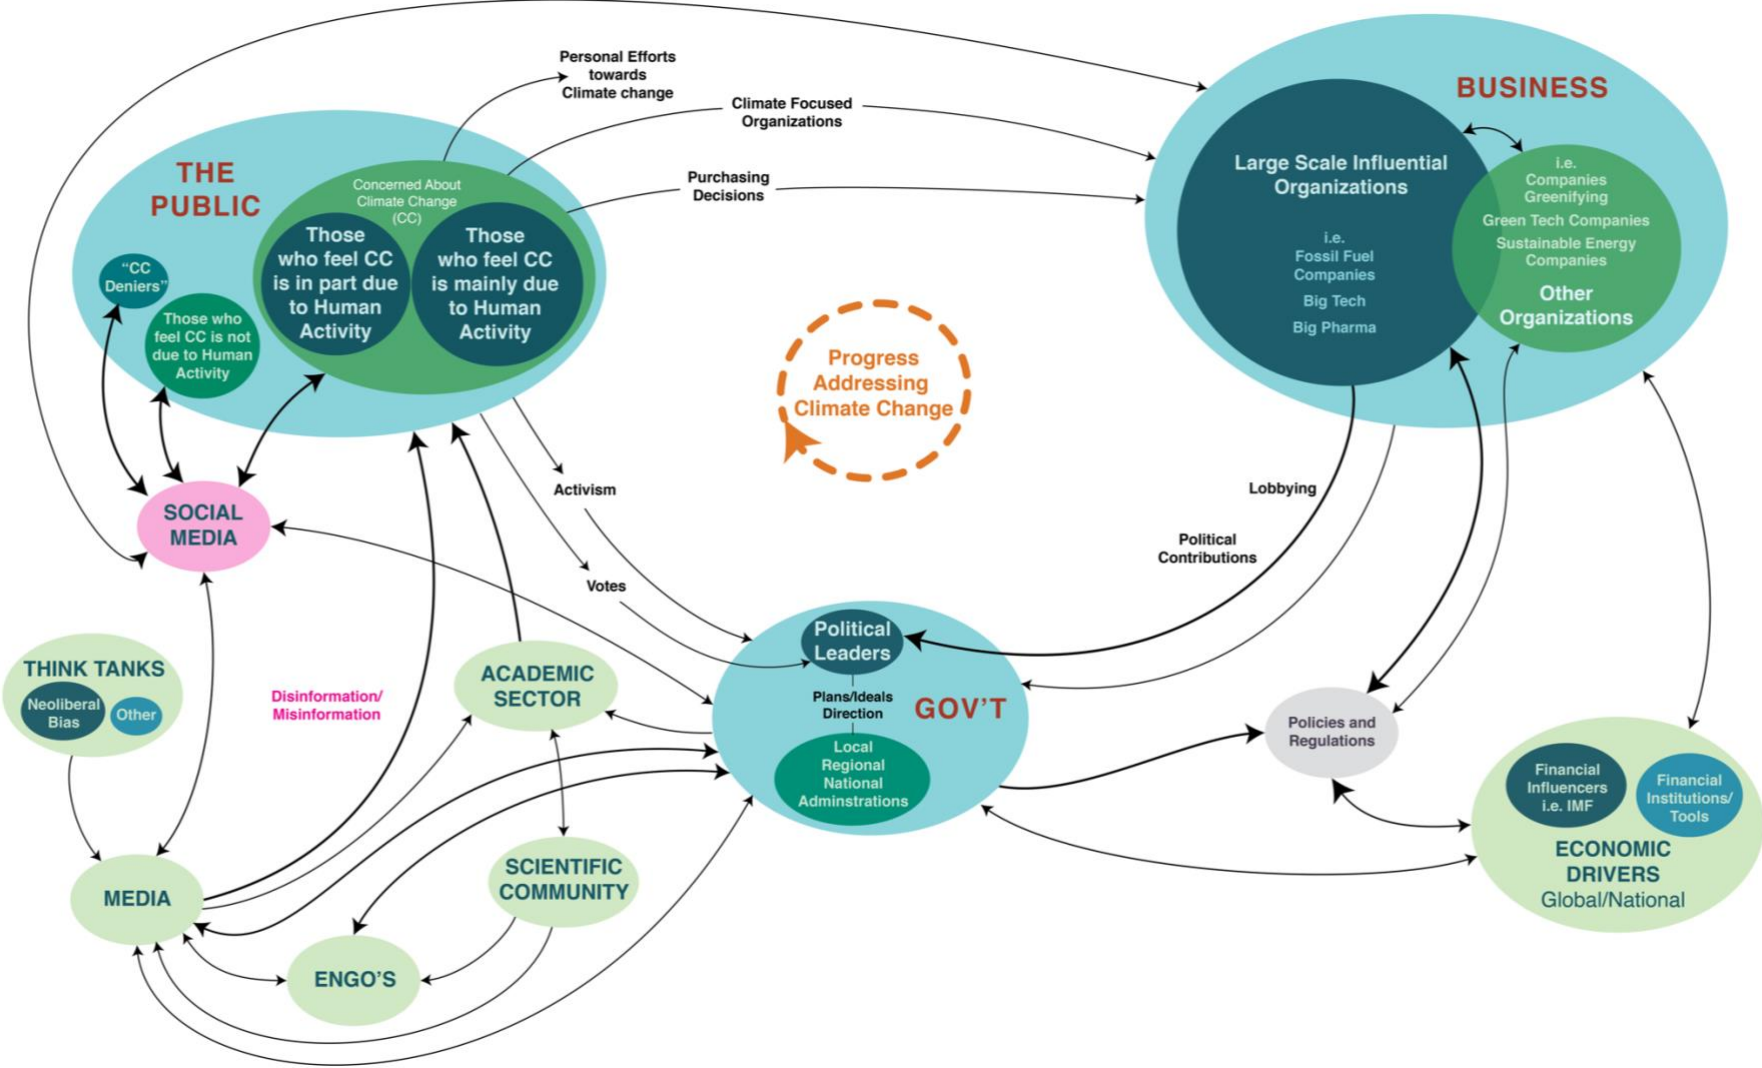 Personal Efforts
towards
Climate change
Climate Focused
Organizations
Purchasing
Decisions
THE
PUBLIC
Concerned About
Climate Change
(CC)
Those
who feel CC
is in part due
to Human
Activity
Those
who feel CC
is mainly due
to Human
Activity
“CC
Deniers”
Those who
feel CC is not
due to Human
Activity
BUSINESS
Large Scale Influential
Organizations
i.e.
Fossil Fuel
Companies
Big Tech
Big Pharma
i.e.
Companies
Greenifying
Green Tech Companies
Sustainable Energy
Companies
Other
Organizations
Progress
Addressing
Climate Change
SOCIAL
MEDIA
Activism
Votes
Lobbying
Political
Contributions
THINK TANKS
Neoliberal
Bias
Other
Disinformation/
Misinformation
ACADEMIC
SECTOR
Political
Leaders
Plans/Ideals
Direction
GOV’T
Local
Regional
National
Adminstrations
Policies and
Regulations
Financial
Influencers
i.e. IMF
Financial
Institutions/
Tools
ECONOMIC
DRIVERS
Global/National
MEDIA
SCIENTIFIC
COMMUNITY
ENGO’S